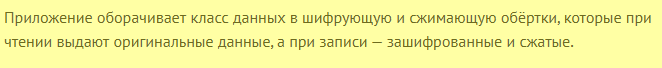 Приложение оборачивает класс данных в шифрующую и сжимающую обёртки, которые при
чтении выдают оригинальные данные, а при записи — зашифрованные и сжатые.